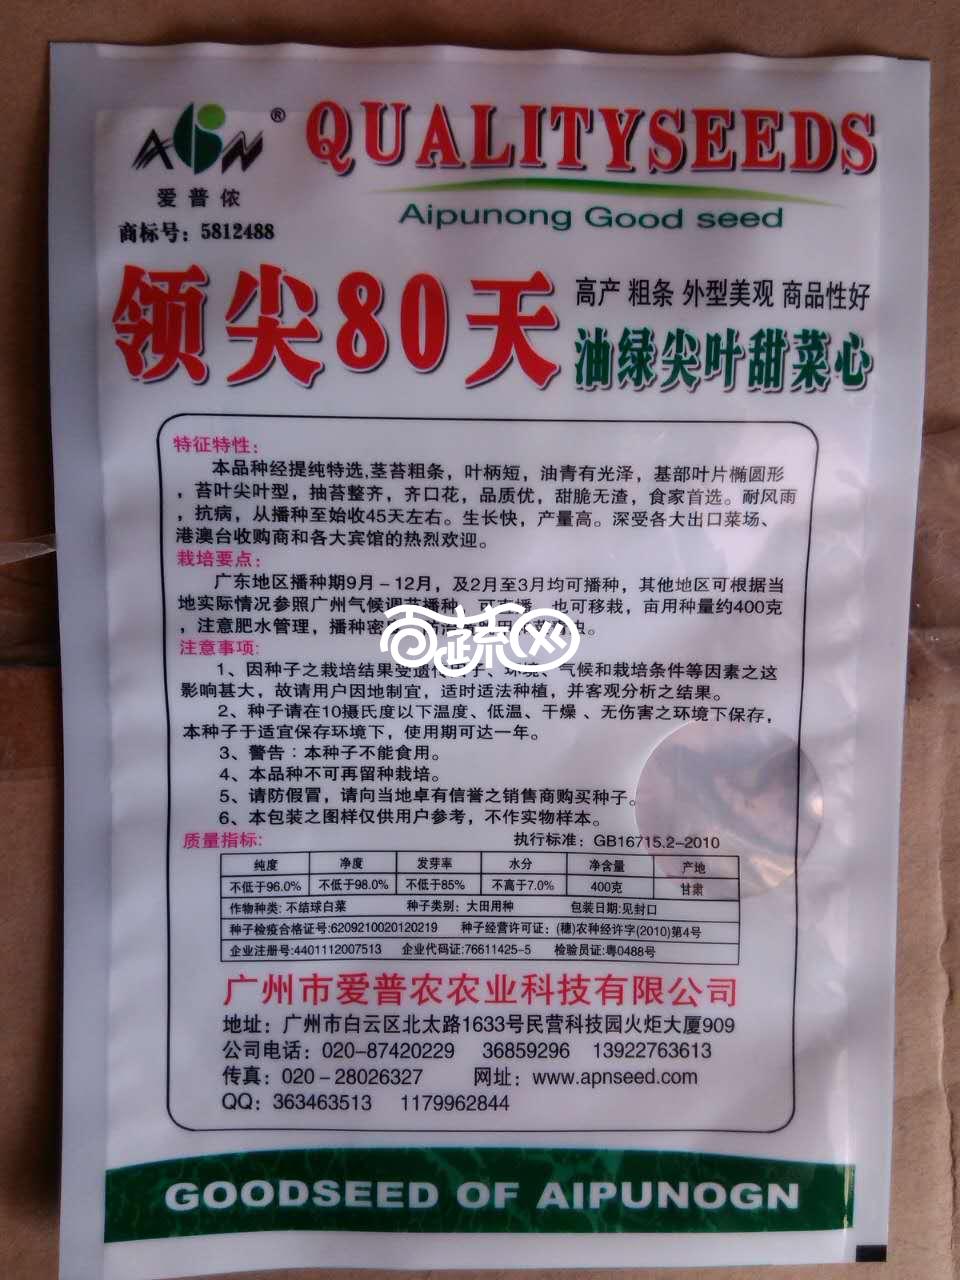 ABN ®
QUALITYSEEDS
爱普侬
Aipunong Good seed
商标号：5812488
领尖80天
高产 粗条 外型美观 商品性好
油绿尖叶甜菜心
特征特性：
本品种经提纯特选,茎苔粗条，叶柄短，油青有光泽，基部叶片椭圆形
，苔叶尖叶型，抽苔整齐，齐口花，品质优，甜脆无渣，食家首选。耐风雨
，抗病，从播种至始收45天左右。生长快，产量高。深受各大出口菜场、
港澳台收购商和各大宾馆的热烈欢迎。
栽培要点：
广东地区播种期9月－12月，及2月至3月均可播种，其他地区可根据当
地实际情况参照广州气候调节播种，可直播，也可移栽，亩用种量约400克
，注意肥水管理，播种密
百蔬网
注意事项:
1、因种子之栽培结果受遗传因子、环境、气候和栽培条件等因素之这
影响甚大，故请用户因地制宜，适时适法种植，并客观分析之结果。
2、种子请在10摄氏度以下温度、低温、干燥 、无伤害之环境下保存，
本种子于适宜保存环境下，使用期可达一年。
3、警告：本种子不能食用。
4、本品种不可再留种栽培。
5、请防假冒，请向当地卓有信誉之销售商购买种子。
6、本包装之图样仅供用户参考，不作实物样本。
质量指标: 执行标准：GB16715.2–2010
纯度 净度 发芽率 水分 净含量 产地
不低于96.0% 不低于98.0% 不低于85% 不高于7.0% 400克 甘肃
作物种类: 不结球白菜 种子类别：大田用种 包装日期:见封口
种子检疫合格证号:6209210020120219 种子经营许可证：(穗)农种经许字(2010)第4号
企业注册号:4401112007513 企业代码证:76611425–5 检验员证:粤0488号
广州市爱普农农业科技有限公司
地址：广州市白云区北太路1633号民营科技园火炬大厦909
公司电话：020–87420229 36859296 13922763613
传真：020－28026327 网址：www.apnseed.com
QQ：363463513 1179962844
GOODSEED OF AIPUNOGN